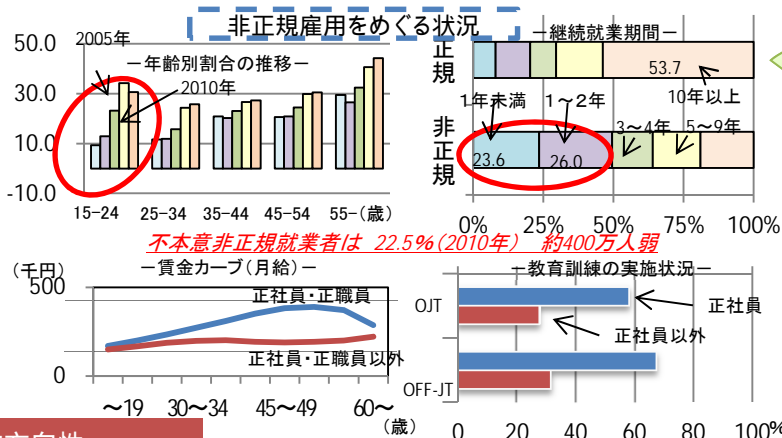 非正規雇用をめぐる状況
50.0
30.0
10.0
-10.0
2005年
－年齢別割合の推移－
2010年
15-24
25-34
35-44
45-54
55-(歳)
－継続就業期間－
正規
53.7
10年以上
1年未満
1～2年
3～4年
5～9年
非正規
23.6
26.0
0%
25%
50%
75%
100%
不本意非正規就業者は 22.5%(2010年) 約400万人弱
(千円)
－賃金カーブ(月給)－
500
0
正社員・正職員
正社員・正職員以外
～19
30～34
45～49
60～
(歳)
－教育訓練の実施状況－
OJT
OFF-JT
正社員
正社員以外
0
20
40
60
80
100%